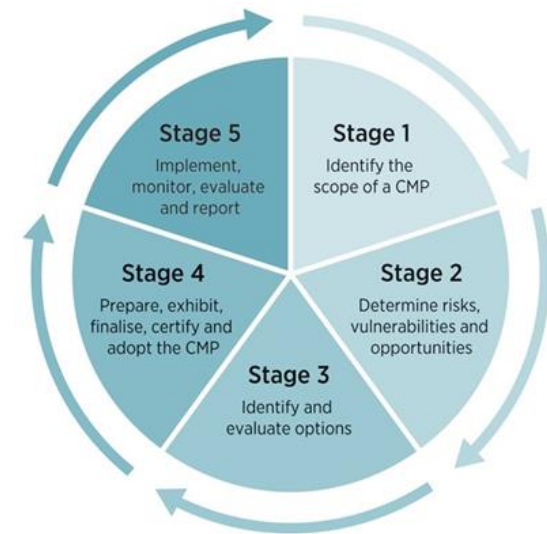 Stage 1
Identify the
scope of a CMP
Stage 2
Determine risks,
vulnerabilities and
opportunities
Stage 3
Identify and
evaluate options
Stage 4
Prepare, exhibit,
finalise, certify and
adopt the CMP
Stage 5
Implement,
monitor, evaluate
and report